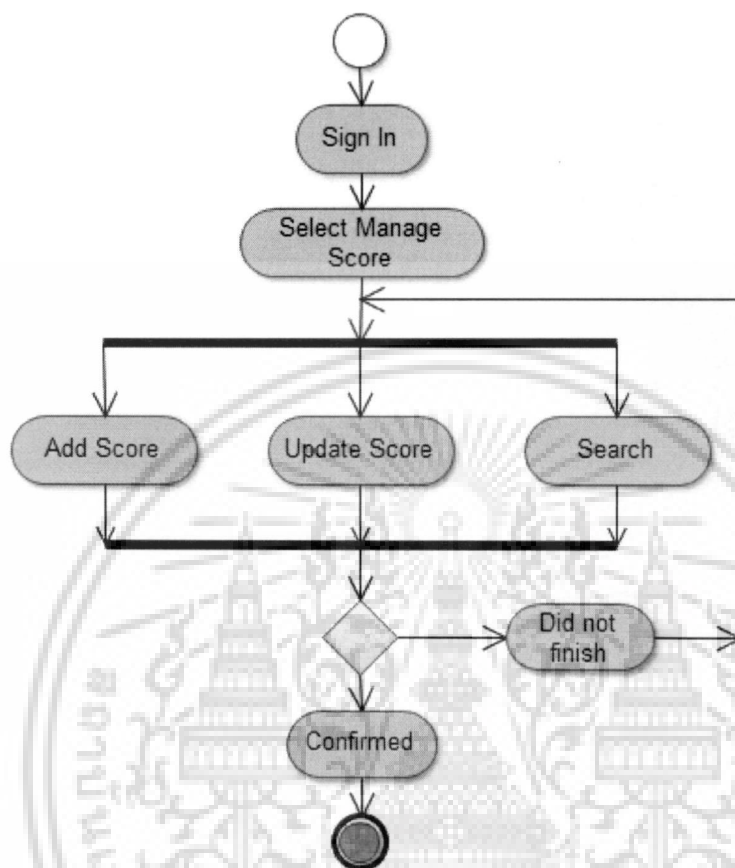 Sign In
Select Manage
Score
Add Score
Update Score
Search
Did not
finish
Confirmed